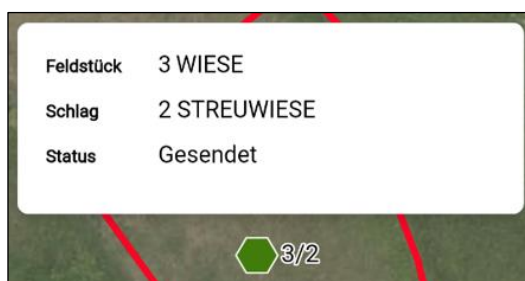 Feldstück 3 WIESE
Schlag 2 STREUWIESE
Status Gesendet
3/2